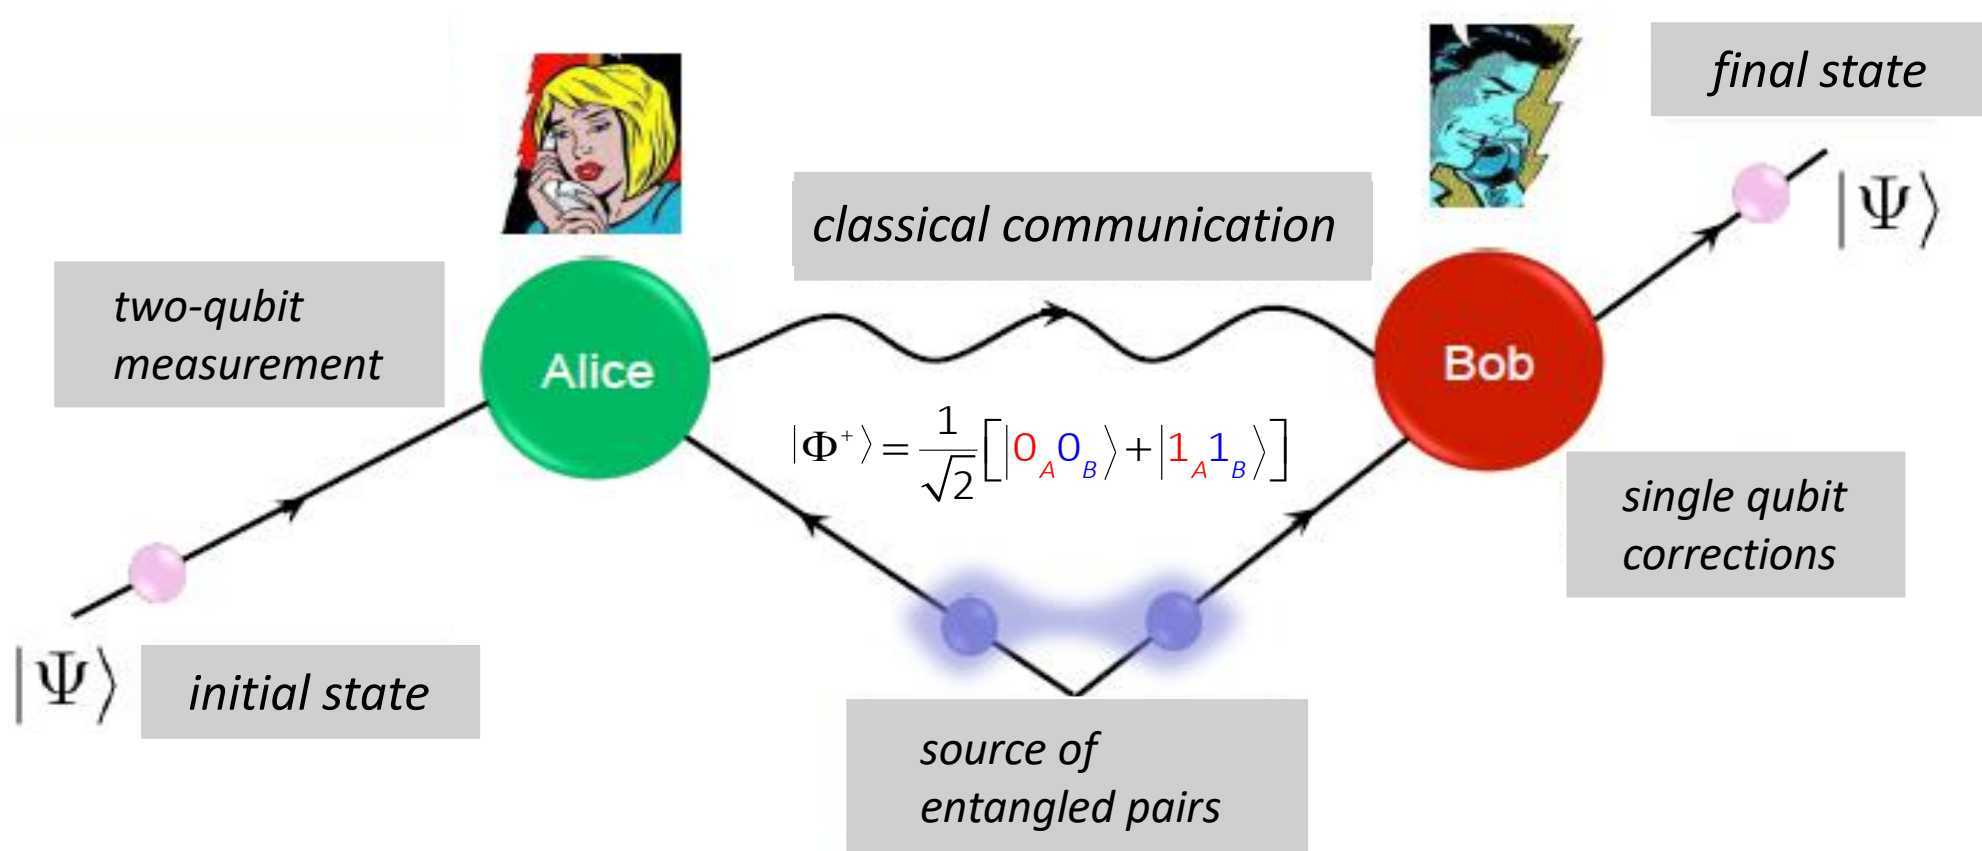 final state
|Ψ⟩
classical communication
two-qubit
measurement
Alice
Bob
|Φ⁺⟩ = 1/√2 [|0_A 0_B⟩ + |1_A 1_B⟩]
single qubit
corrections
|Ψ⟩
initial state
source of
entangled pairs